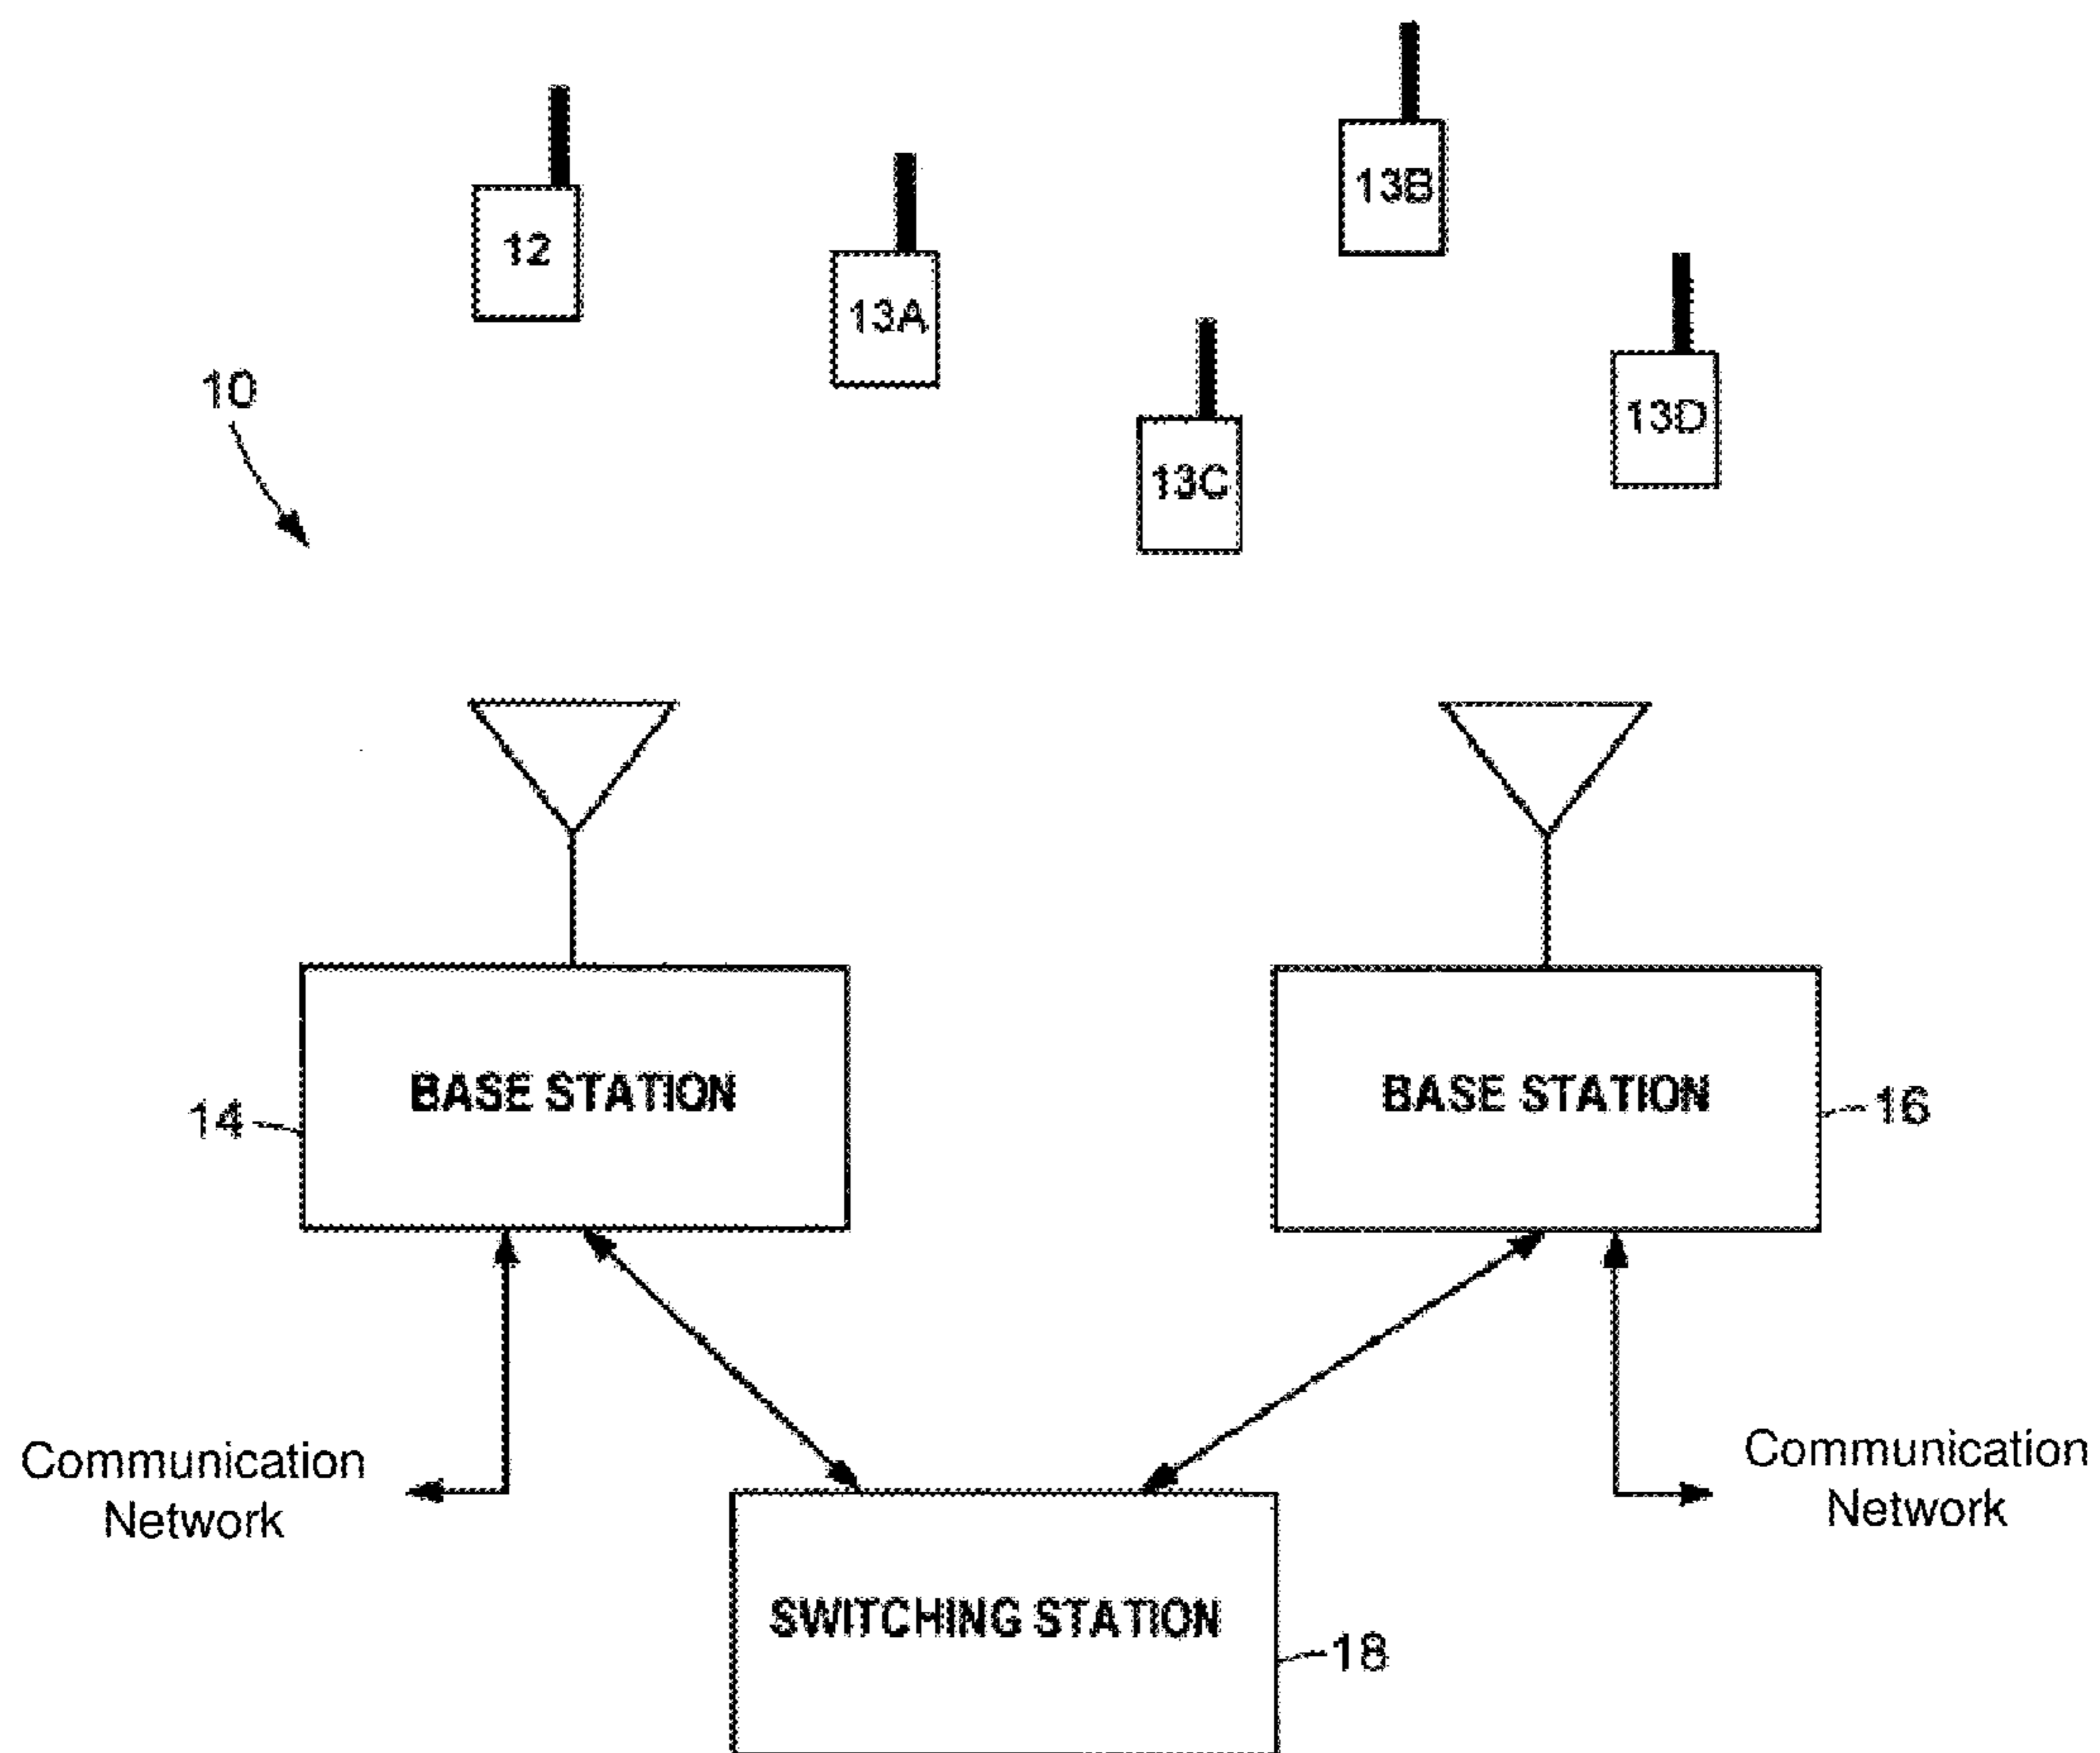 13B
12
13A
10
13D
13C
BASE STATION
BASE STATION
14
16
Communication
Network
Communication
Network
SWITCHING STATION
18